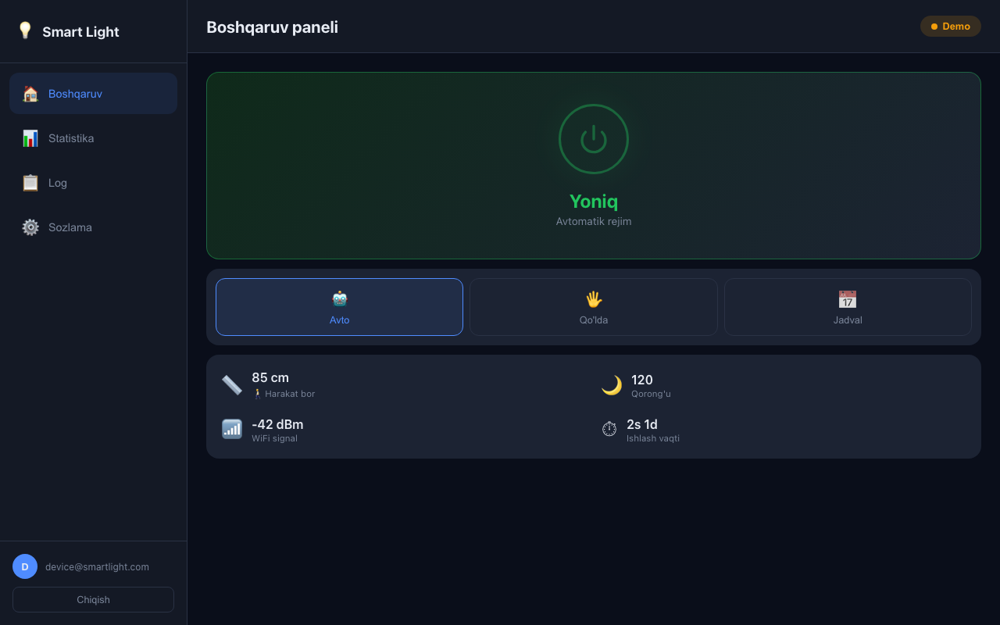 Smart Light
Boshqaruv
Statistika
Log
Sozlama
device@smartlight.com
D
Chiqish
Boshqaruv paneli
Demo
Yoniq
Avtomatik rejim
Avto
Qo'lda
17
Jadval
85 cm
Harakat bor
120
Qorong'u
-42 dBm
WiFi signal
2s 1d
Ishlash vaqti